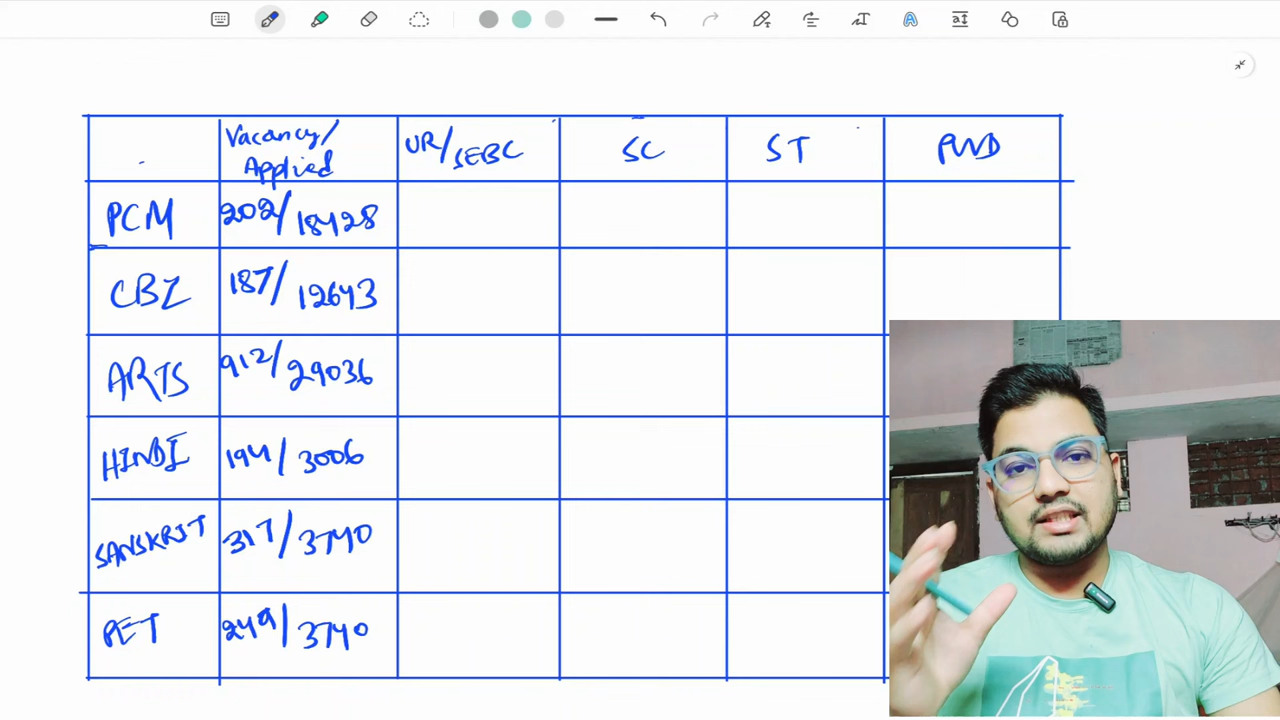 Vacancy/ UR/SEBC SC ST PWD
Applied
PCM 202/18428
CBZ 187/12643
ARTS 912/29036
HINDI 194/3006
SANSKRIT 317/3740
PET 249/3740